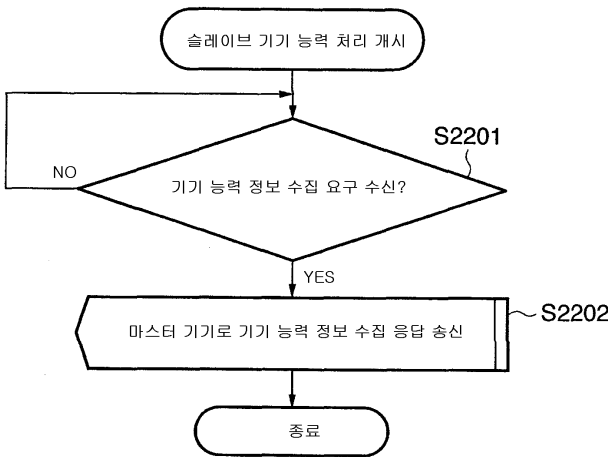 슬레이브 기기 능력 처리 개시
S2201
NO
기기 능력 정보 수집 요구 수신?
YES
마스터 기기로 기기 능력 정보 수집 응답 송신
S2202
종료